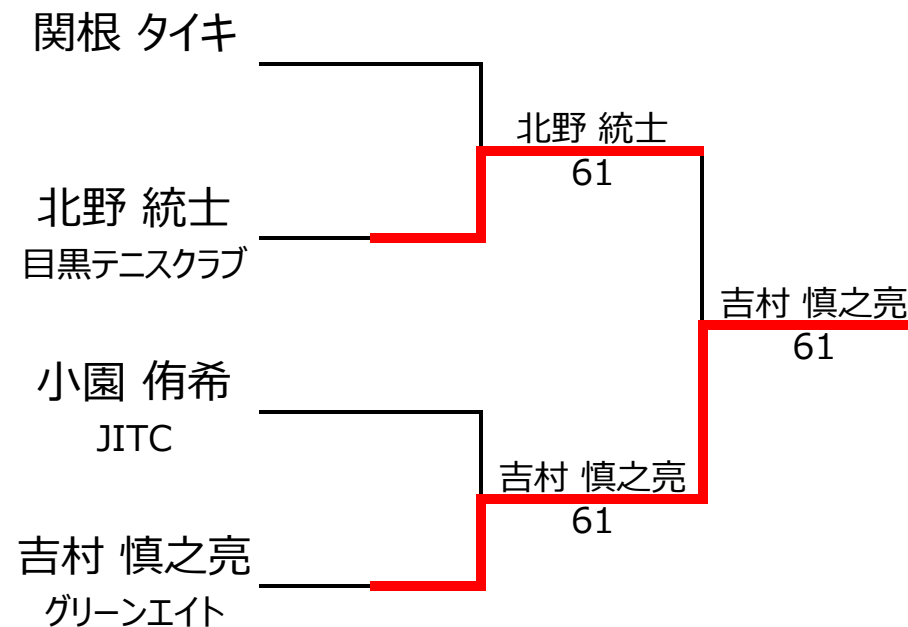 関根 タイキ
北野 統士
61
北野 統士
目黒テニスクラブ
吉村 慎之亮
61
小園 侑希
JITC
吉村 慎之亮
61
吉村 慎之亮
グリーンエイト